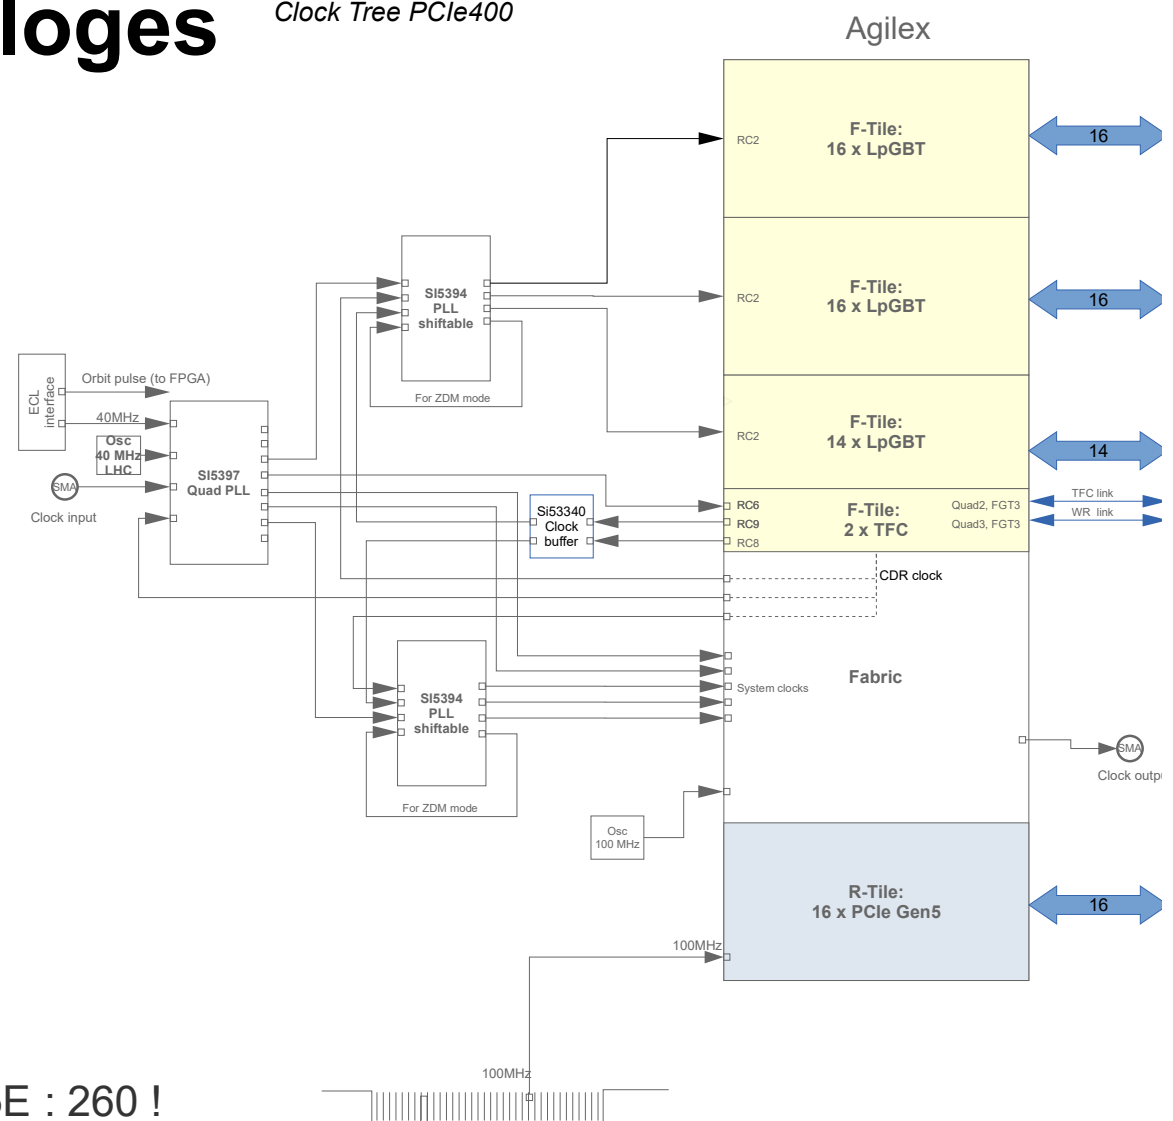 loges
Clock Tree PCIe400
Agilex
F-Tile:
16 x LpGBT
RC2
16
F-Tile:
16 x LpGBT
RC2
16
SI5394
PLL
shiftable
For ZDM mode
F-Tile:
14 x LpGBT
RC2
14
ECL
interface
Orbit pulse (to FPGA)
40MHz
Osc
40 MHz
LHC
SMA
Clock input
SI5397
Quad PLL
Si53340
Clock
buffer
RC6
RC9
RC8
F-Tile:
2 x TFC
Quad2, FGT3
Quad3, FGT3
TFC link
WR link
CDR clock
Fabric
System clocks
SI5394
PLL
shiftable
For ZDM mode
SMA
Clock outp
Osc
100 MHz
R-Tile:
16 x PCIe Gen5
16
100MHz
100MHz
E : 260 !